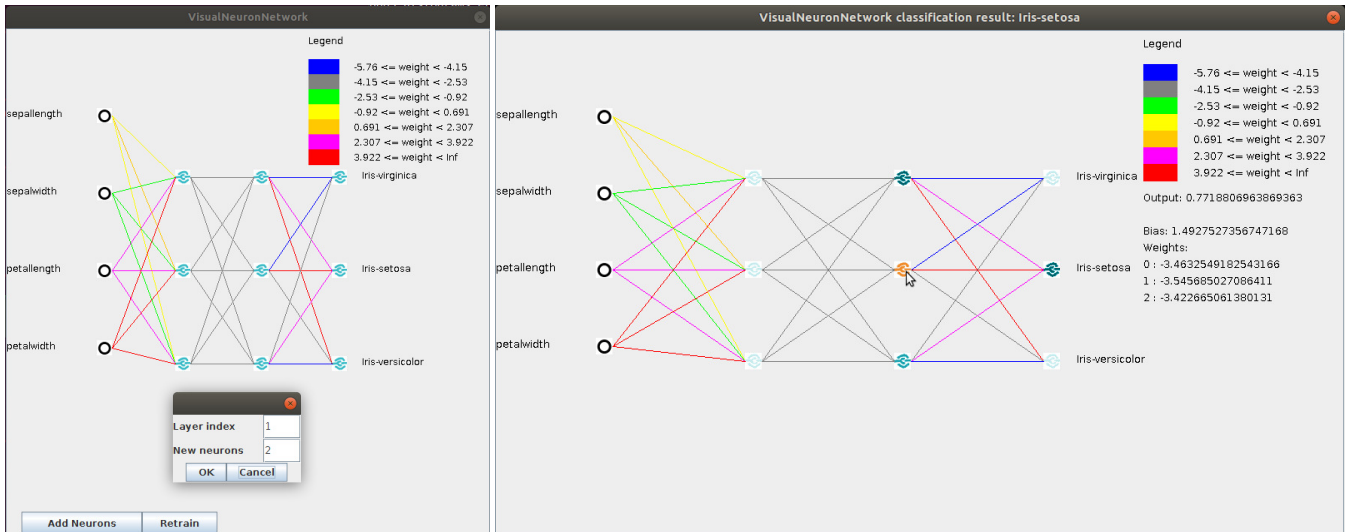 VisualNeuronNetwork
Legend
-5.76 <= weight < -4.15
-4.15 <= weight < -2.53
-2.53 <= weight < -0.92
-0.92 <= weight < 0.691
0.691 <= weight < 2.307
2.307 <= weight < 3.922
3.922 <= weight < Inf
sepallength
sepalwidth
petallength
petalwidth
Iris-virginica
Iris-setosa
Iris-versicolor
Layer index 1
New neurons 2
OK Cancel
Add Neurons Retrain
VisualNeuronNetwork classification result: Iris-setosa
Legend
-5.76 <= weight < -4.15
-4.15 <= weight < -2.53
-2.53 <= weight < -0.92
-0.92 <= weight < 0.691
0.691 <= weight < 2.307
2.307 <= weight < 3.922
3.922 <= weight < Inf
sepallength
sepalwidth
petallength
petalwidth
Iris-virginica
Iris-setosa
Iris-versicolor
Output: 0.7718806963869363
Bias: 1.4927527356747168
Weights:
0 : -3.4632549182543166
1 : -3.545685027086411
2 : -3.422665061380131